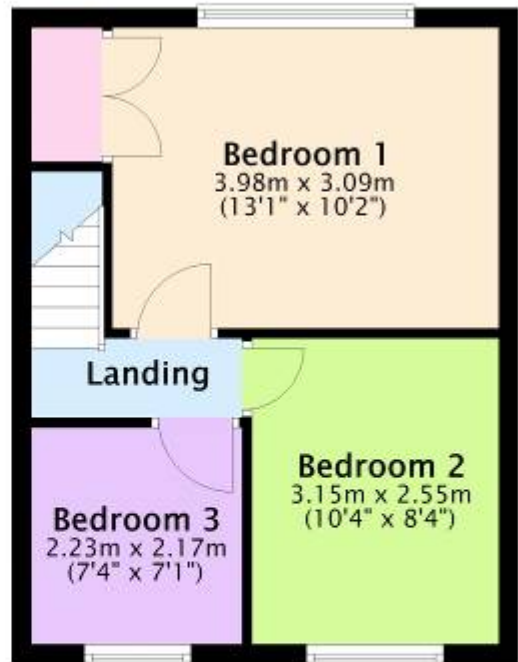 Bedroom 1
3.98m x 3.09m
(13'1" x 10'2")
Landing
Bedroom 2
3.15m x 2.55m
(10'4" x 8'4")
Bedroom 3
2.23m x 2.17m
(7'4" x 7'1")